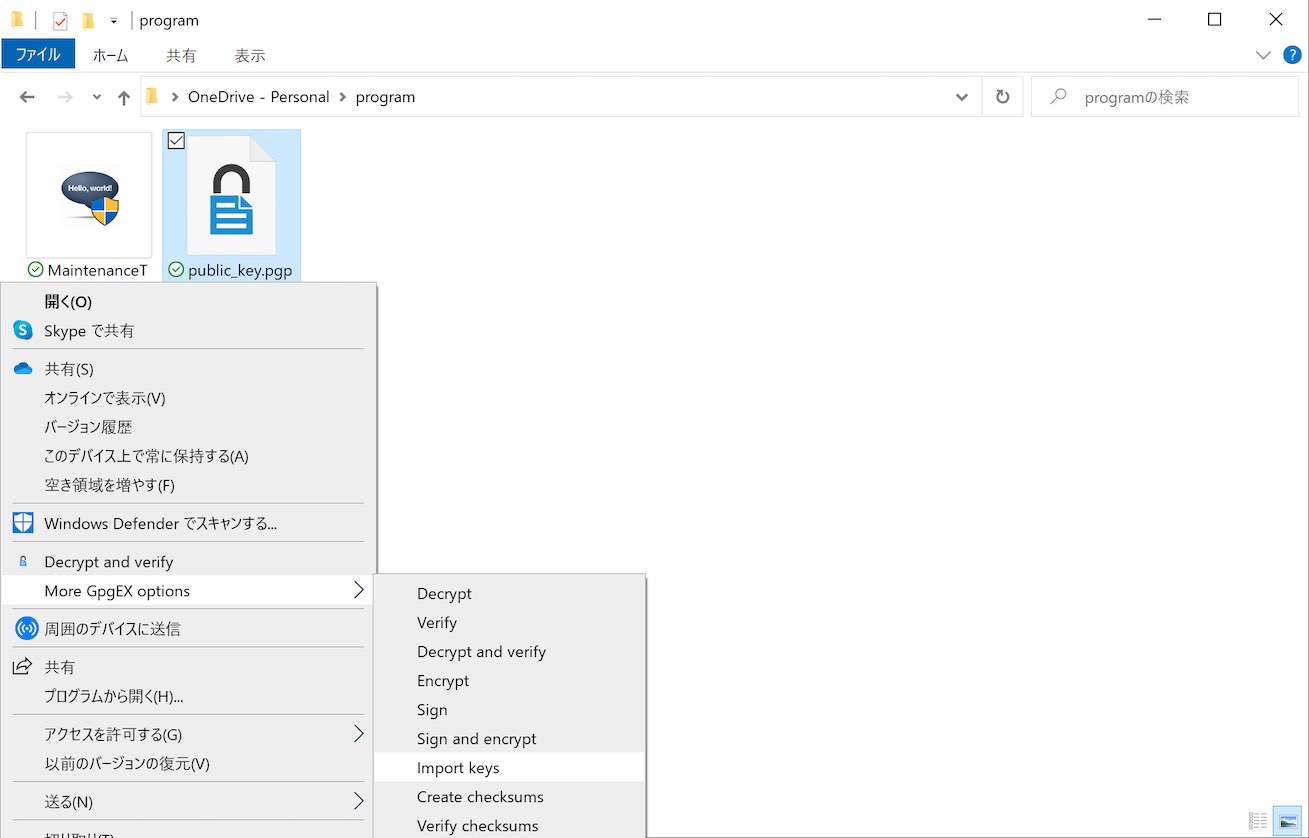 program
ファイル ホーム 共有 表示
OneDrive - Personal program programの検索
Hello, world!
MaintenanceT public_key.pgp
開く(O)
Skype で共有
共有(S)
オンラインで表示(V)
バージョン履歴
このデバイス上で常に保持する(A)
空き領域を増やす(F)
Windows Defender でスキャンする...
Decrypt and verify
More GpgEX options
周囲のデバイスに送信
共有
プログラムから開く(H)...
アクセスを許可する(G)
以前のバージョンの復元(V)
送る(N)
切り取り(T)
Decrypt
Verify
Decrypt and verify
Encrypt
Sign
Sign and encrypt
Import keys
Create checksums
Verify checksums